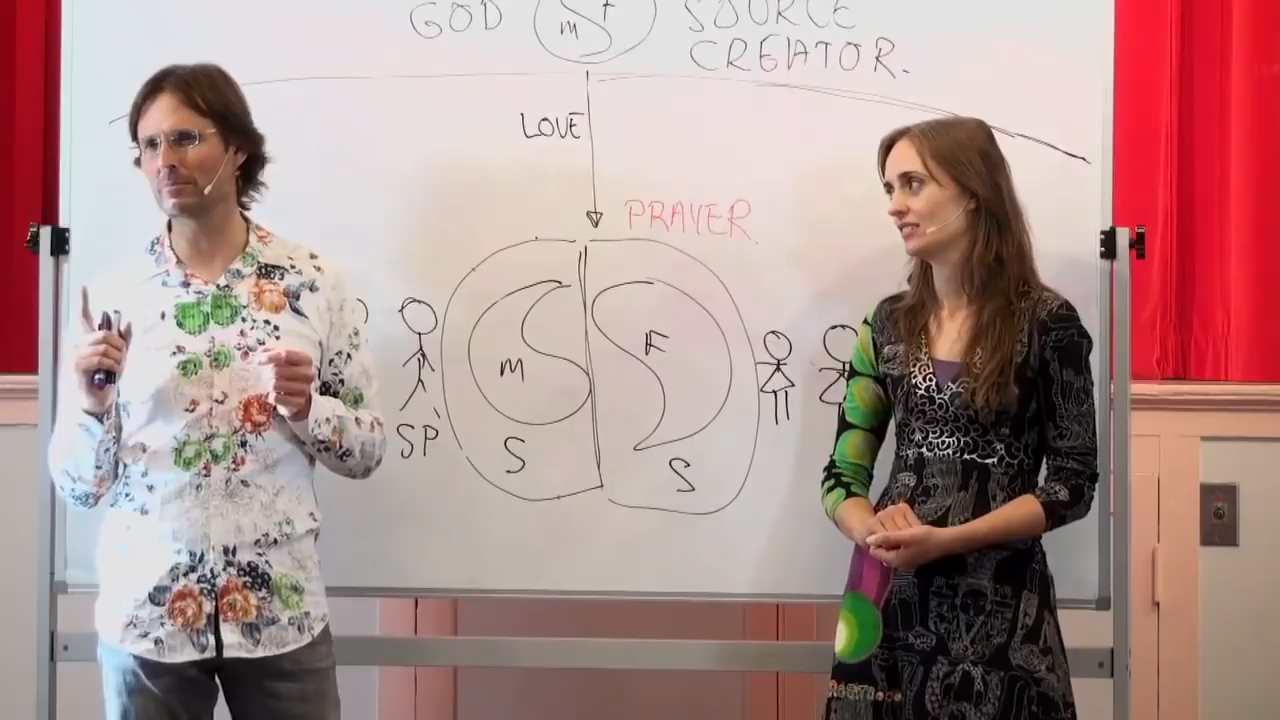 GOD m F SOURCE
CREATOR.
LOVE
PRAYER.
m F
SP
S S